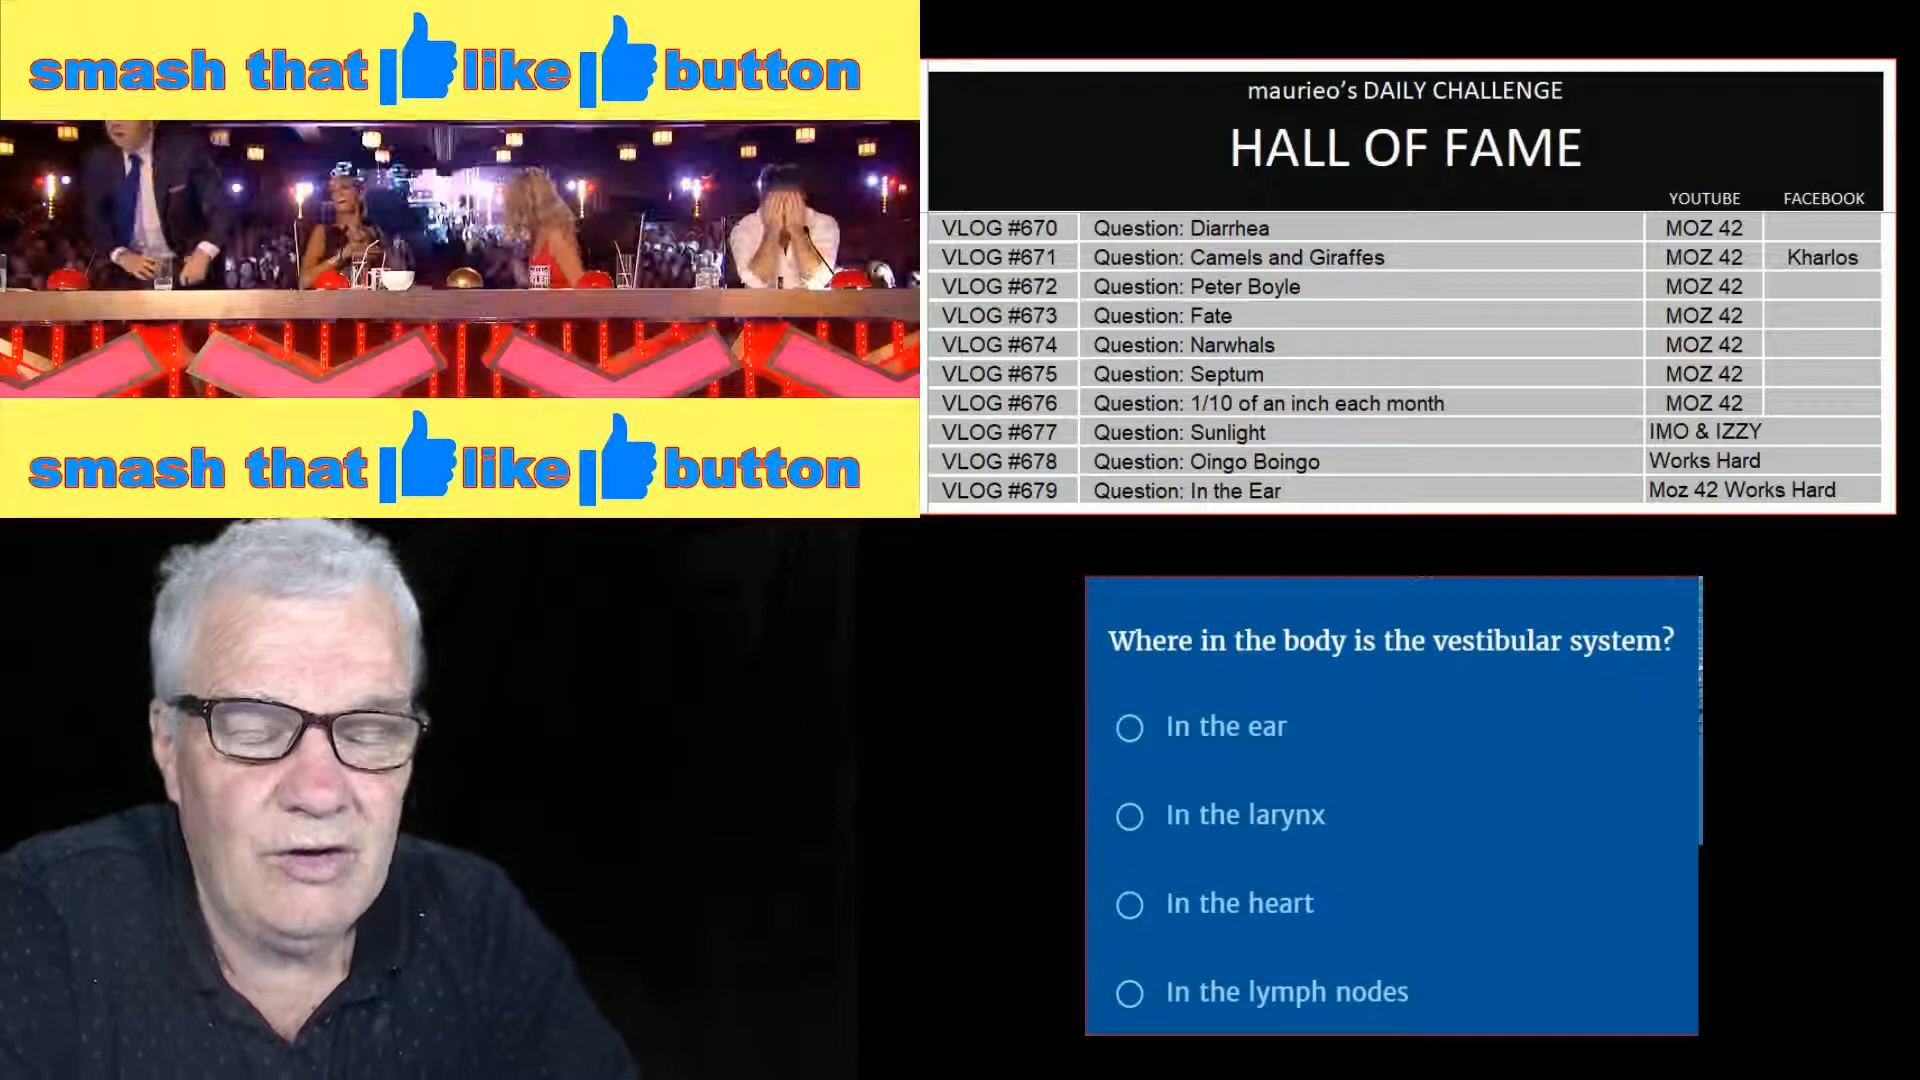 smash that like button
smash that like button
maurieo's DAILY CHALLENGE
HALL OF FAME
YOUTUBE FACEBOOK
VLOG #670 Question: Diarrhea MOZ 42
VLOG #671 Question: Camels and Giraffes MOZ 42 Kharlos
VLOG #672 Question: Peter Boyle MOZ 42
VLOG #673 Question: Fate MOZ 42
VLOG #674 Question: Narwhals MOZ 42
VLOG #675 Question: Septum MOZ 42
VLOG #676 Question: 1/10 of an inch each month MOZ 42
VLOG #677 Question: Sunlight IMO & IZZY
VLOG #678 Question: Oingo Boingo Works Hard
VLOG #679 Question: In the Ear Moz 42 Works Hard
Where in the body is the vestibular system?
In the ear
In the larynx
In the heart
In the lymph nodes